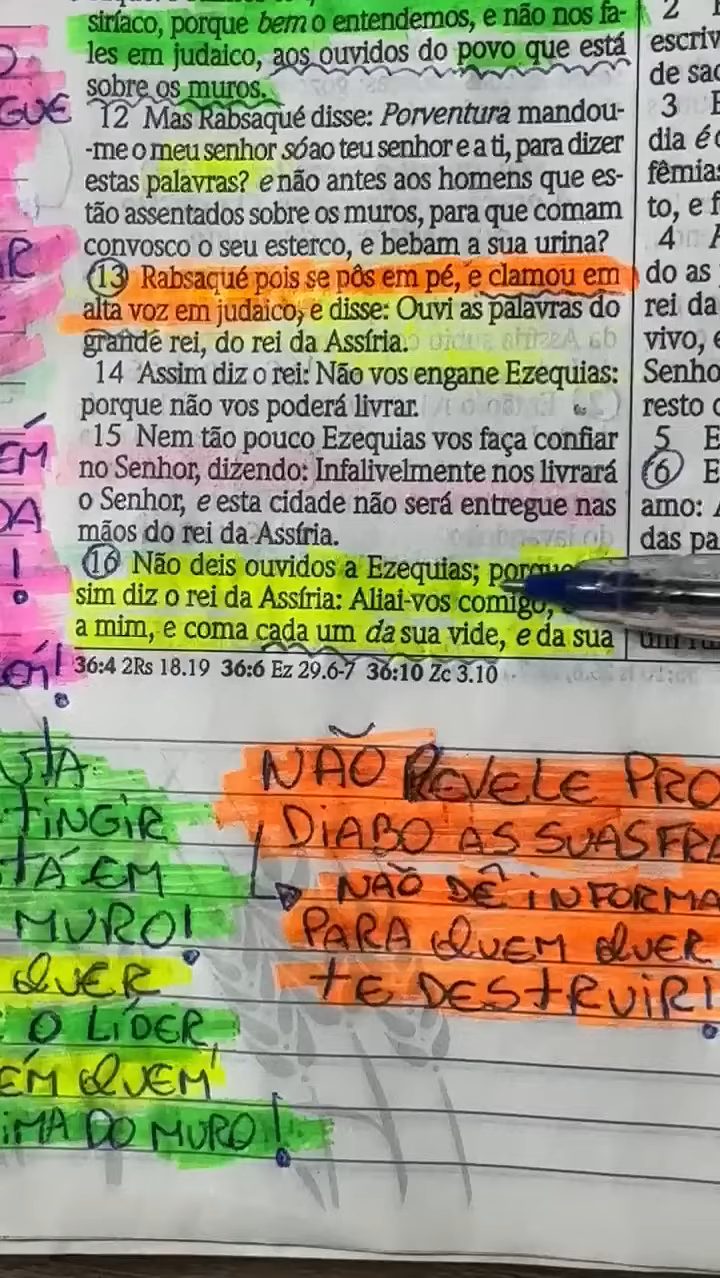 siríaco, porque bem o entendemos, e não nos fa-
les em judaico, aos ouvidos do povo que está
sobre os muros.
12 Mas Rabsaqué disse: Porventura mandou-
-me o meu senhor só ao teu senhor e a ti, para dizer
estas palavras? e não antes aos homens que es-
tão assentados sobre os muros, para que comam
convosco o seu esterco, e bebam a sua urina?
13 Rabsaqué pois se pôs em pé, e clamou em
alta voz em judaico, e disse: Ouvi as palavras do
grande rei, do rei da Assíria.
14 Assim diz o rei: Não vos engane Ezequias:
porque não vos poderá livrar.
15 Nem tão pouco Ezequias vos faça confiar
no Senhor, dizendo: Infalivelmente nos livrará
o Senhor, e esta cidade não será entregue nas
mãos do rei da Assíria.
16 Não deis ouvidos a Ezequias; porque
sim diz o rei da Assíria: Aliai-vos comigo,
a mim, e coma cada um da sua vide, e da sua
36:4 2Rs 18.19 36:6 Ez 29.6-7 36:10 Zc 3.10
2
escriv
de sac
3 E
dia é
fêmias
to, e f
4
do as
rei da
vivo, e
Senho
resto
5 E
6 E
amo:
das pa
GUE
ÉM
DA
!
TINGIR
TÁ EM
MURO!
QUER
O LÍDER
ÉM QUEM
IMA DO MURO!
NÃO REVELE PRO
DIABO AS SUAS FRA
NÃO DÊ INFORMA
PARA QUEM QUER
TE DESTRUIR!